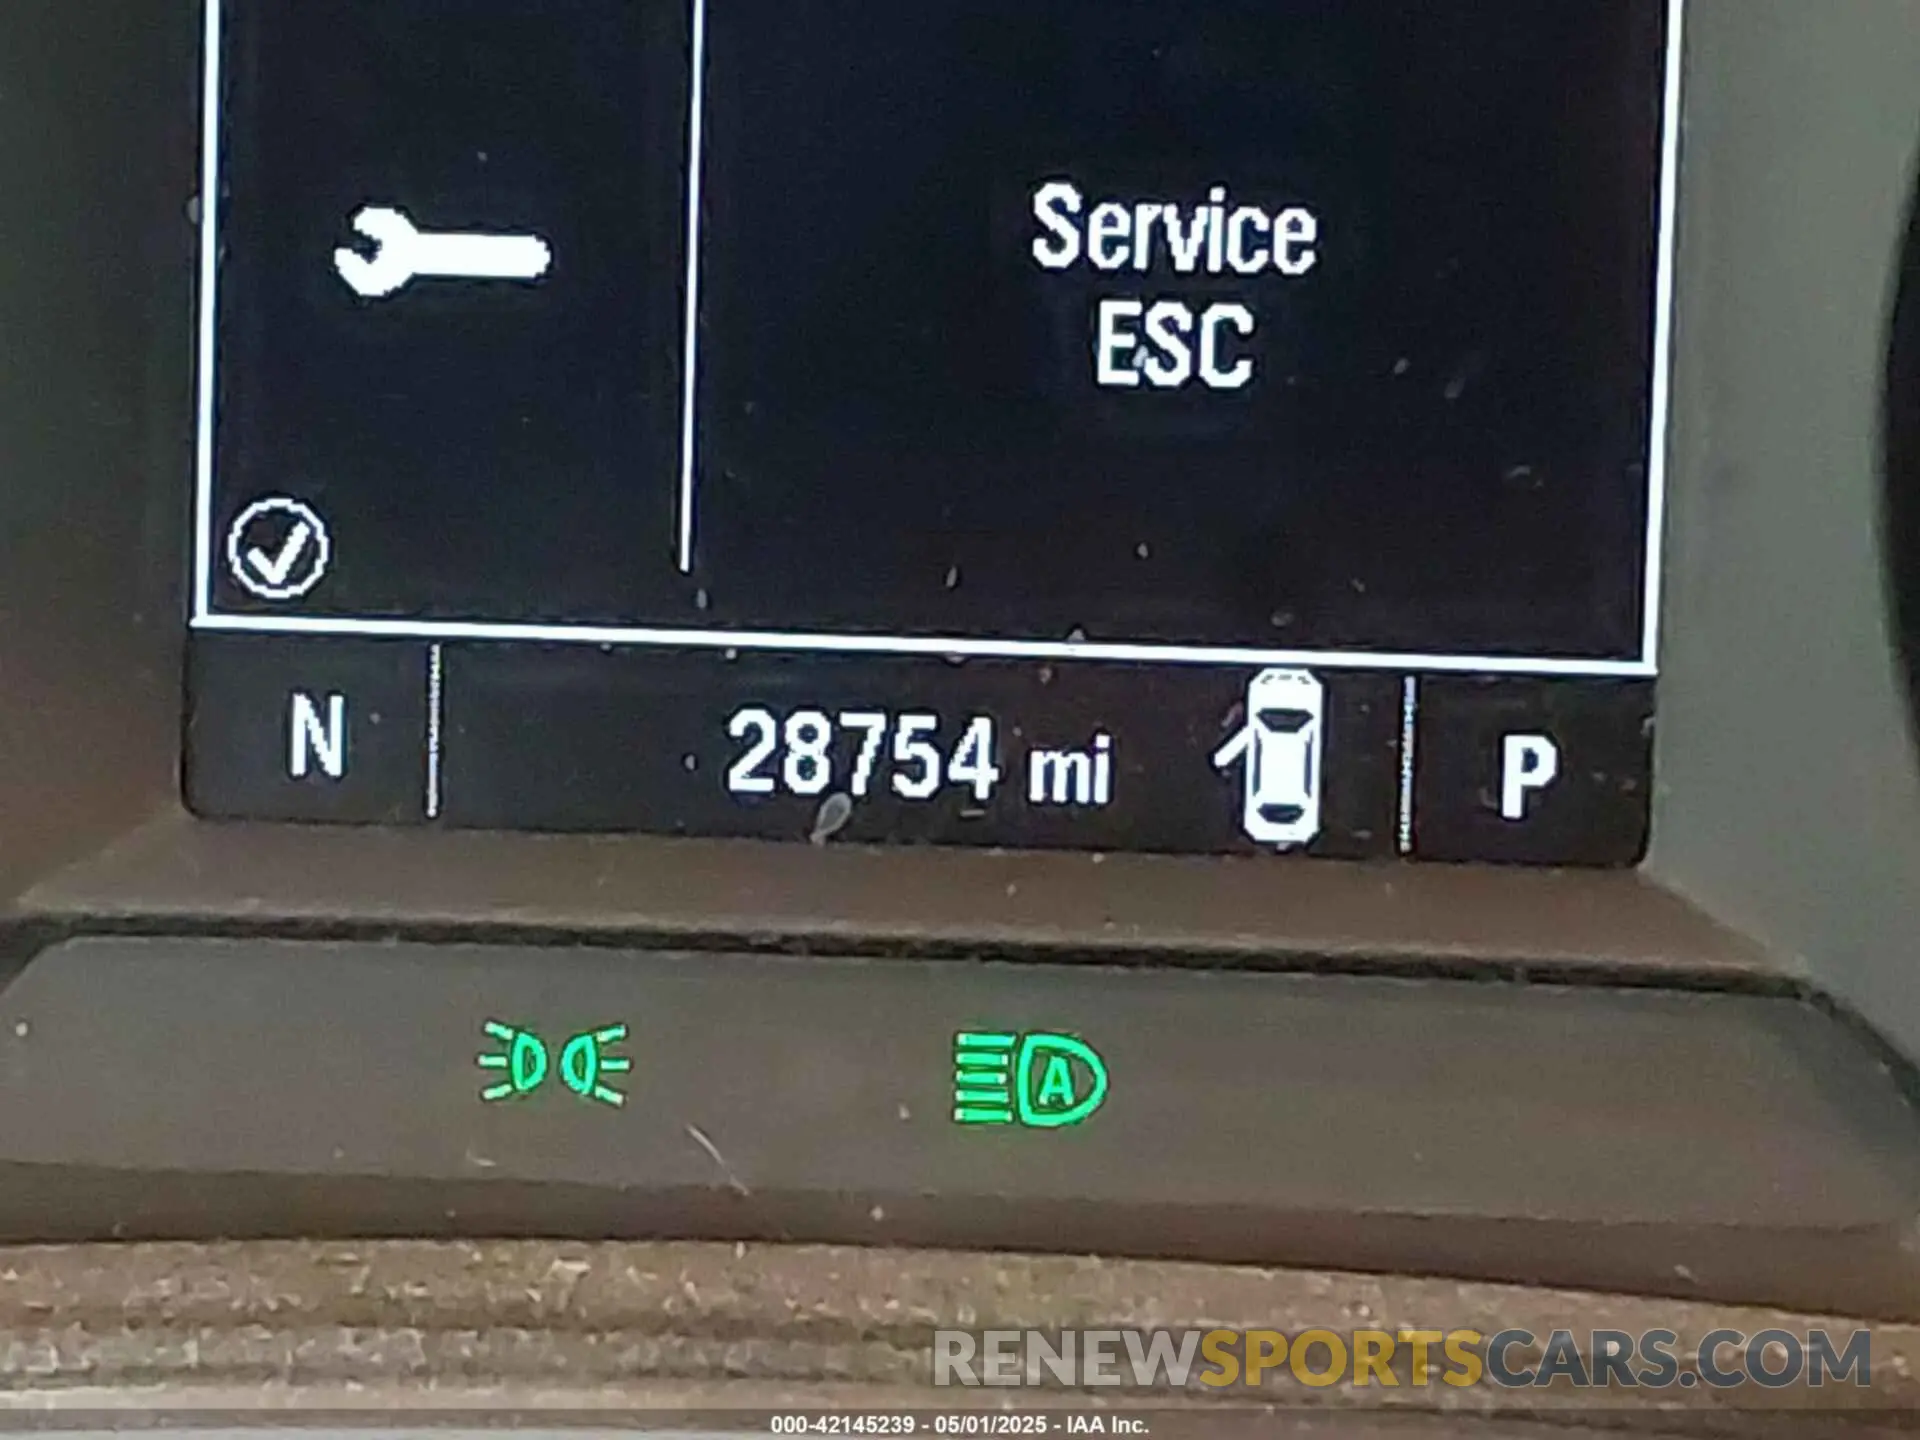 Service
ESC
N 28754 mi P
A
RENEWSPORTSCARS.COM
000-42145239 - 05/01/2025 - IAA Inc.